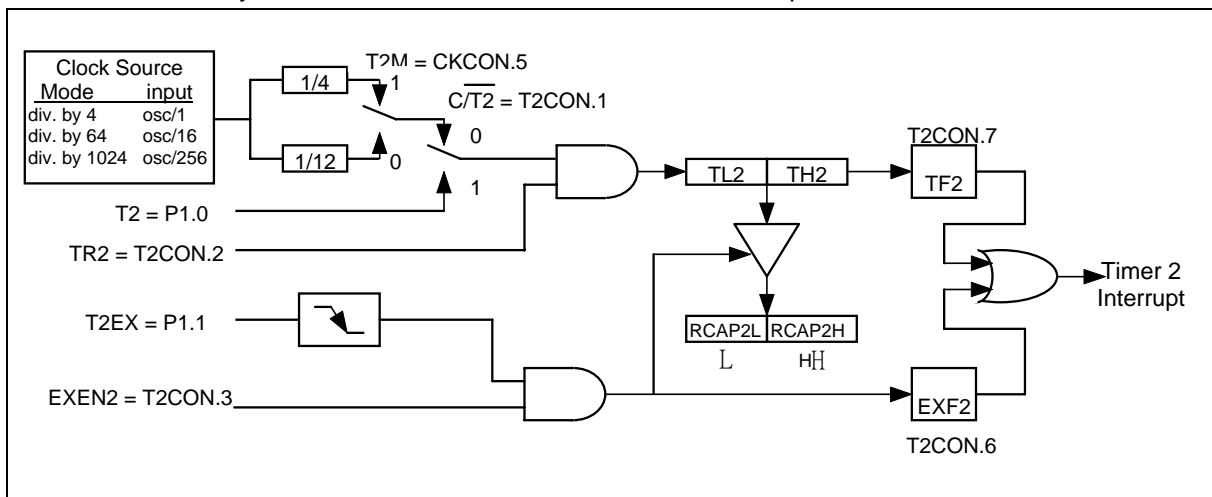 Clock Source
Mode input
div. by 4 osc/1
div. by 64 osc/16
div. by 1024 osc/256
1/4
1/12
T2M = CKCON.5
1
0
C/T2 = T2CON.1
0
1
T2 = P1.0
TR2 = T2CON.2
T2EX = P1.1
EXEN2 = T2CON.3
TL2 TH2
RCAP2L RCAP2H
L HH
T2CON.7
TF2
EXF2
T2CON.6
Timer 2
Interrupt